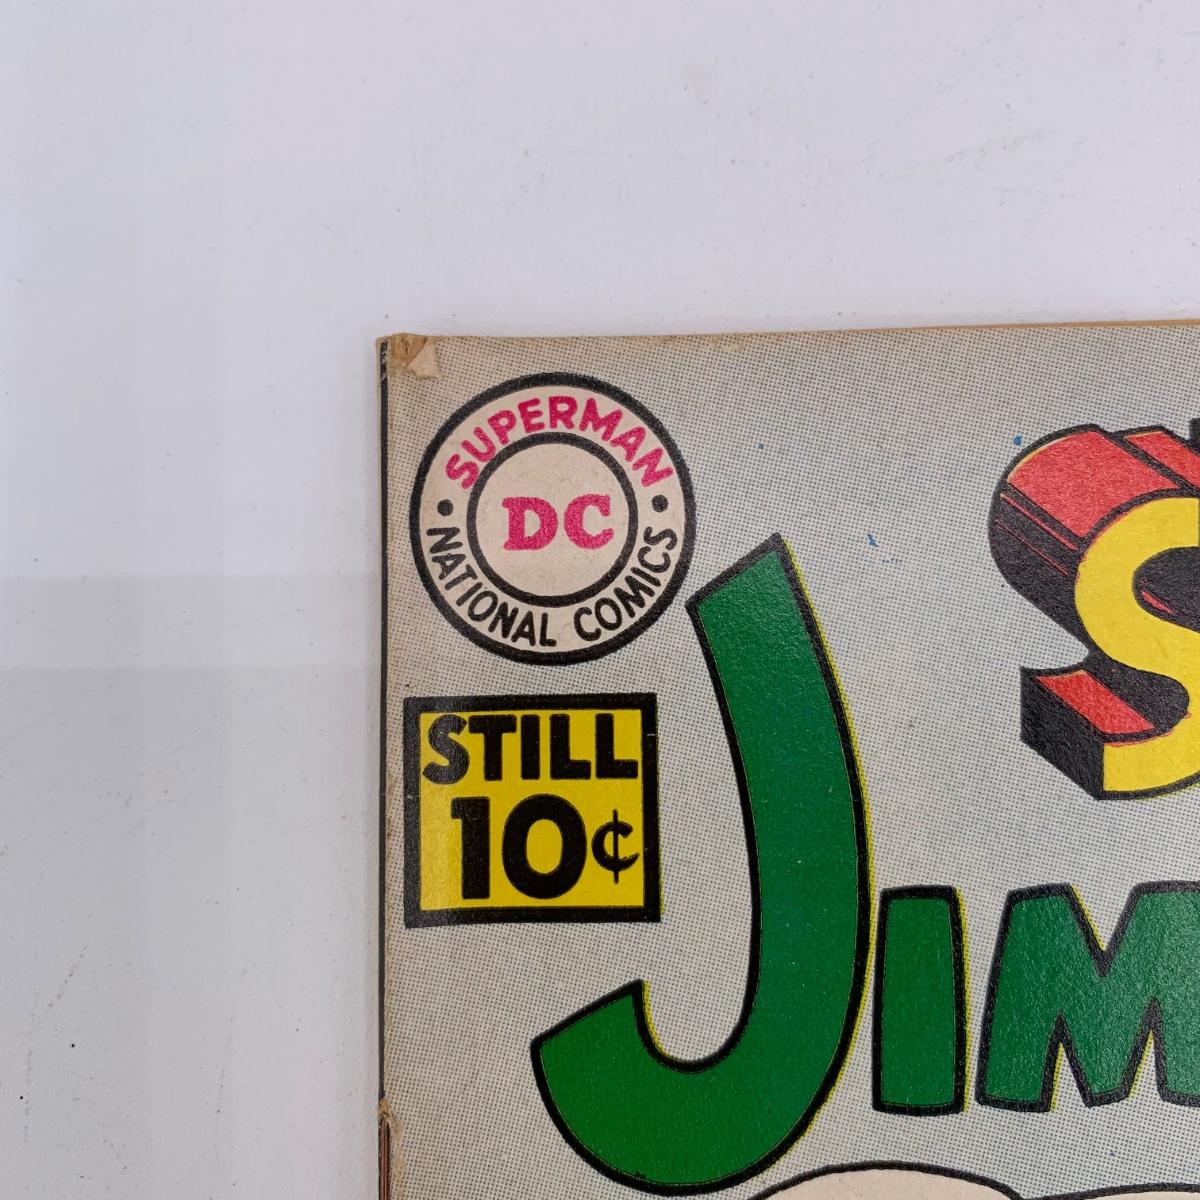 SUPERMAN
DC
• NATIONAL COMICS •
STILL
10¢
S
JIM